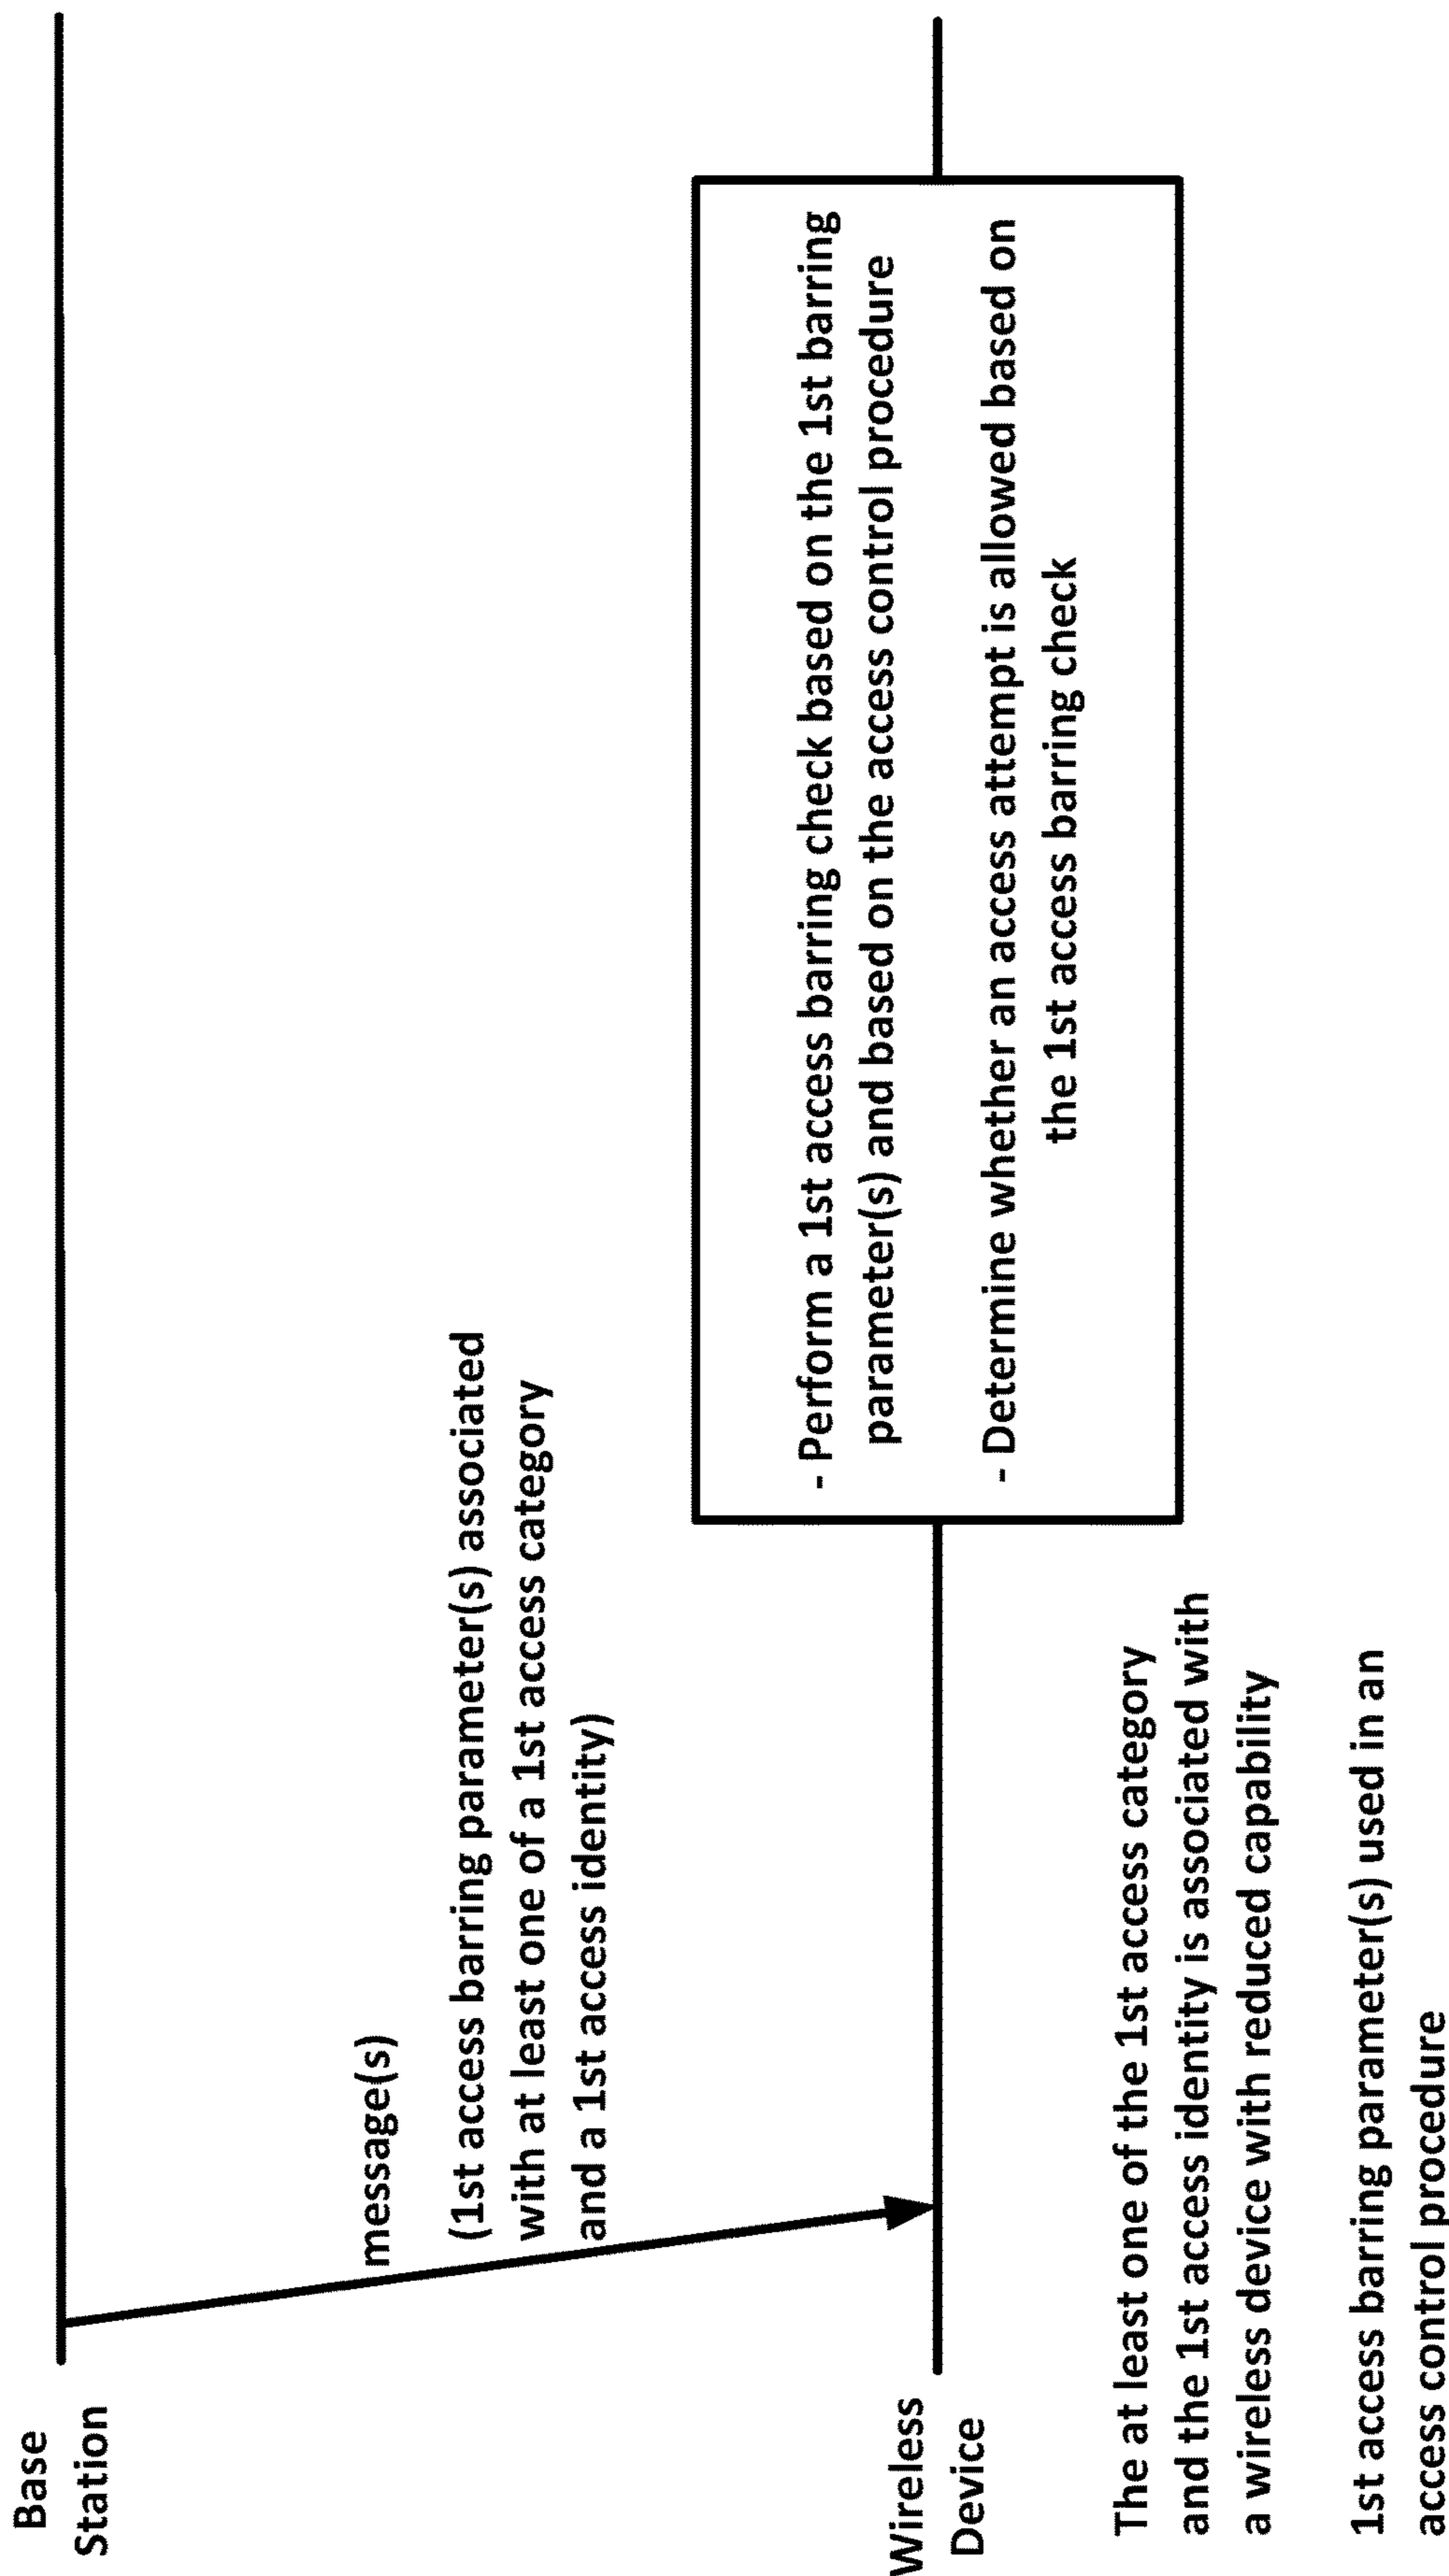 Base
Station
message(s)
(1st access barring parameter(s) associated
with at least one of a 1st access category
and a 1st access identity)
- Perform a 1st access barring check based on the 1st barring
parameter(s) and based on the access control procedure
- Determine whether an access attempt is allowed based on
the 1st access barring check
Wireless
Device
The at least one of the 1st access category
and the 1st access identity is associated with
a wireless device with reduced capability
1st access barring parameter(s) used in an
access control procedure